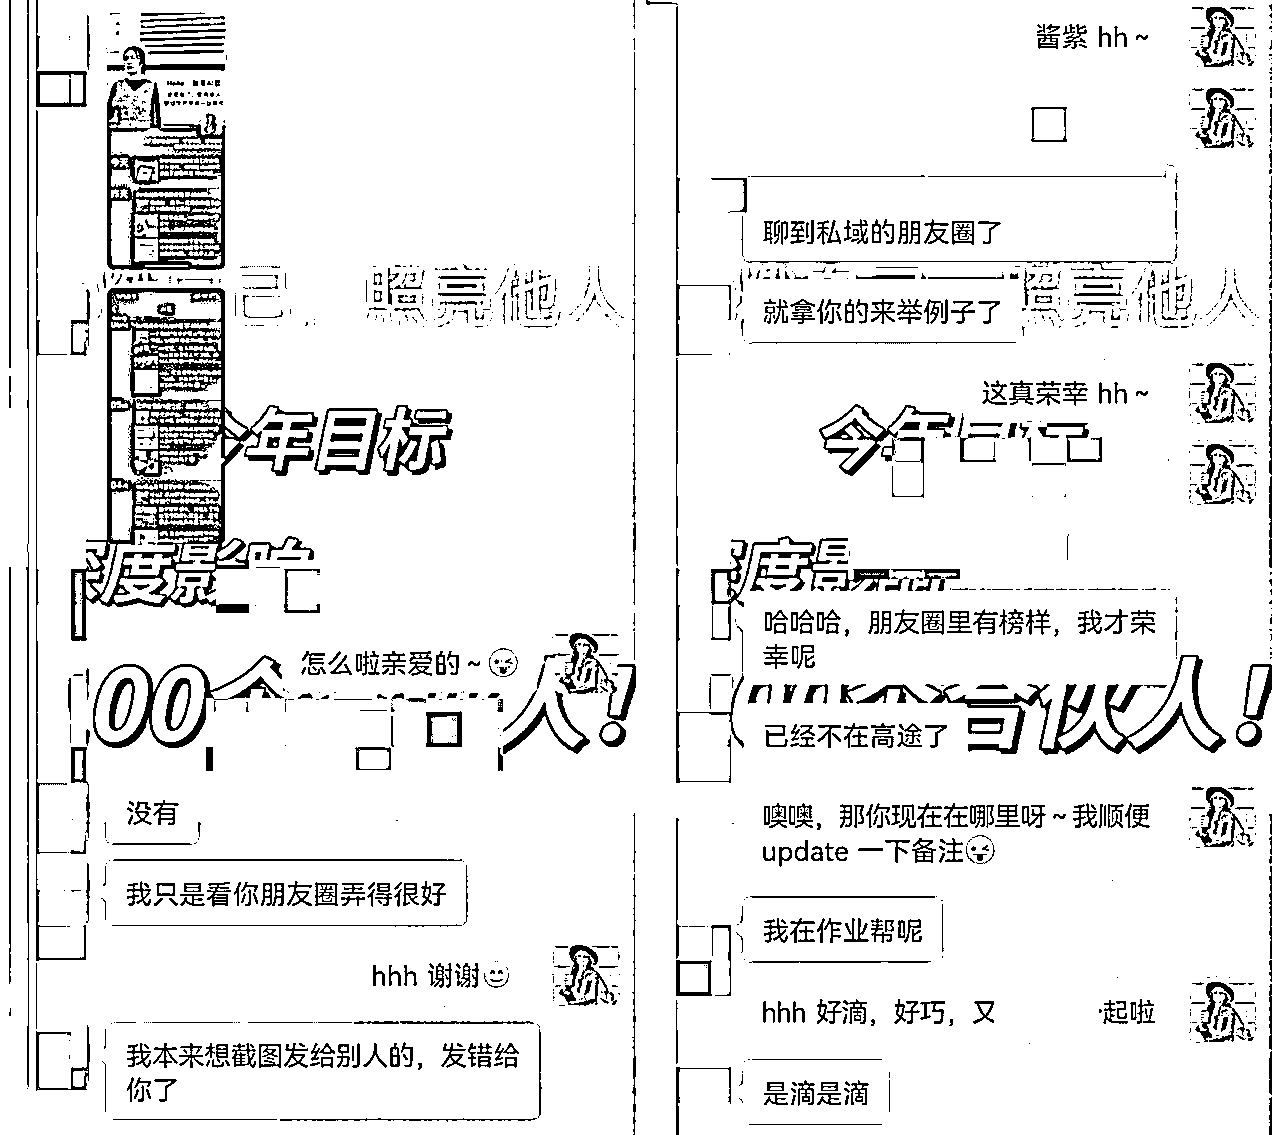 己，照亮他人
年目标
度影响
怎么啦亲爱的~
00个
人!
没有
我只是看你朋友圈弄得很好
hhh 谢谢
我本来想截图发给别人的，发错给
你了
酱紫 hh~
聊到私域的朋友圈了
就拿你的来举例子了
照亮他人
这真荣幸 hh~
今年
度影
哈哈哈，朋友圈里有榜样，我才荣
幸呢
合伙人!
已经不在高途了
噢噢，那你现在在哪里呀~我顺便
update 一下备注
我在作业帮呢
hhh 好滴，好巧，又
起啦
是滴是滴